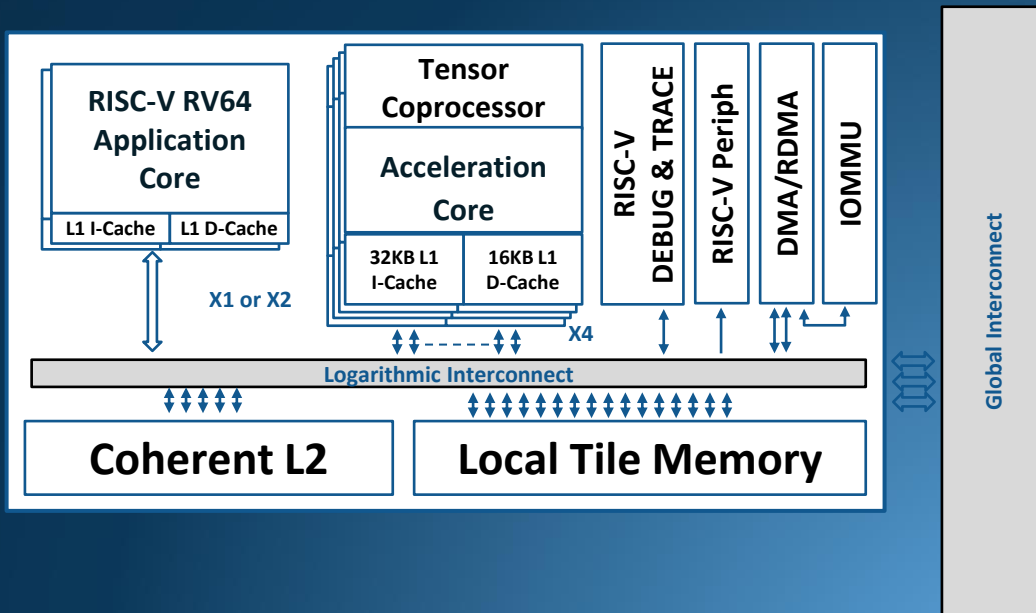 RISC-V RV64
Application
Core
L1 I-Cache
L1 D-Cache
X1 or X2
Tensor
Coprocessor
Acceleration
Core
32KB L1
I-Cache
16KB L1
D-Cache
X4
RISC-V
DEBUG & TRACE
RISC-V Periph
DMA/RDMA
IOMMU
Logarithmic Interconnect
Coherent L2
Local Tile Memory
Global Interconnect